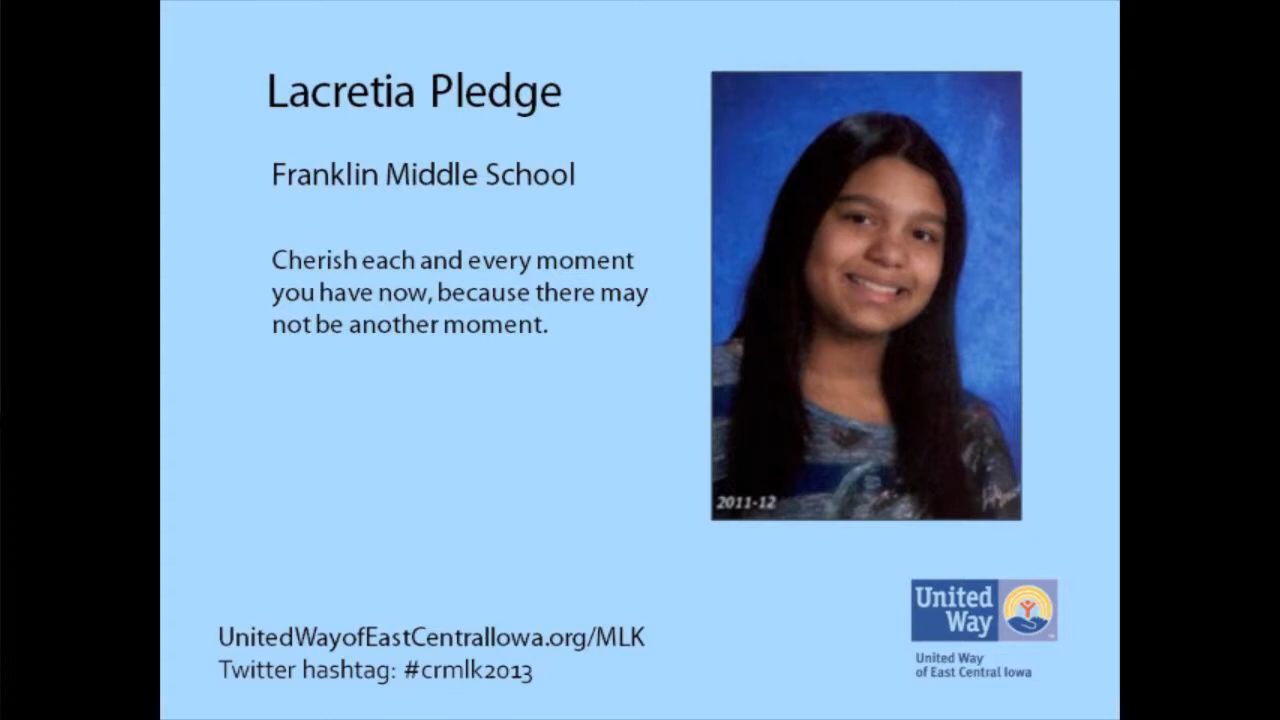 Lacretia Pledge
Franklin Middle School
Cherish each and every moment
you have now, because there may
not be another moment.
2011-12
UnitedWayofEastCentralIowa.org/MLK
Twitter hashtag: #crmlk2013
United
Way
United Way
of East Central Iowa